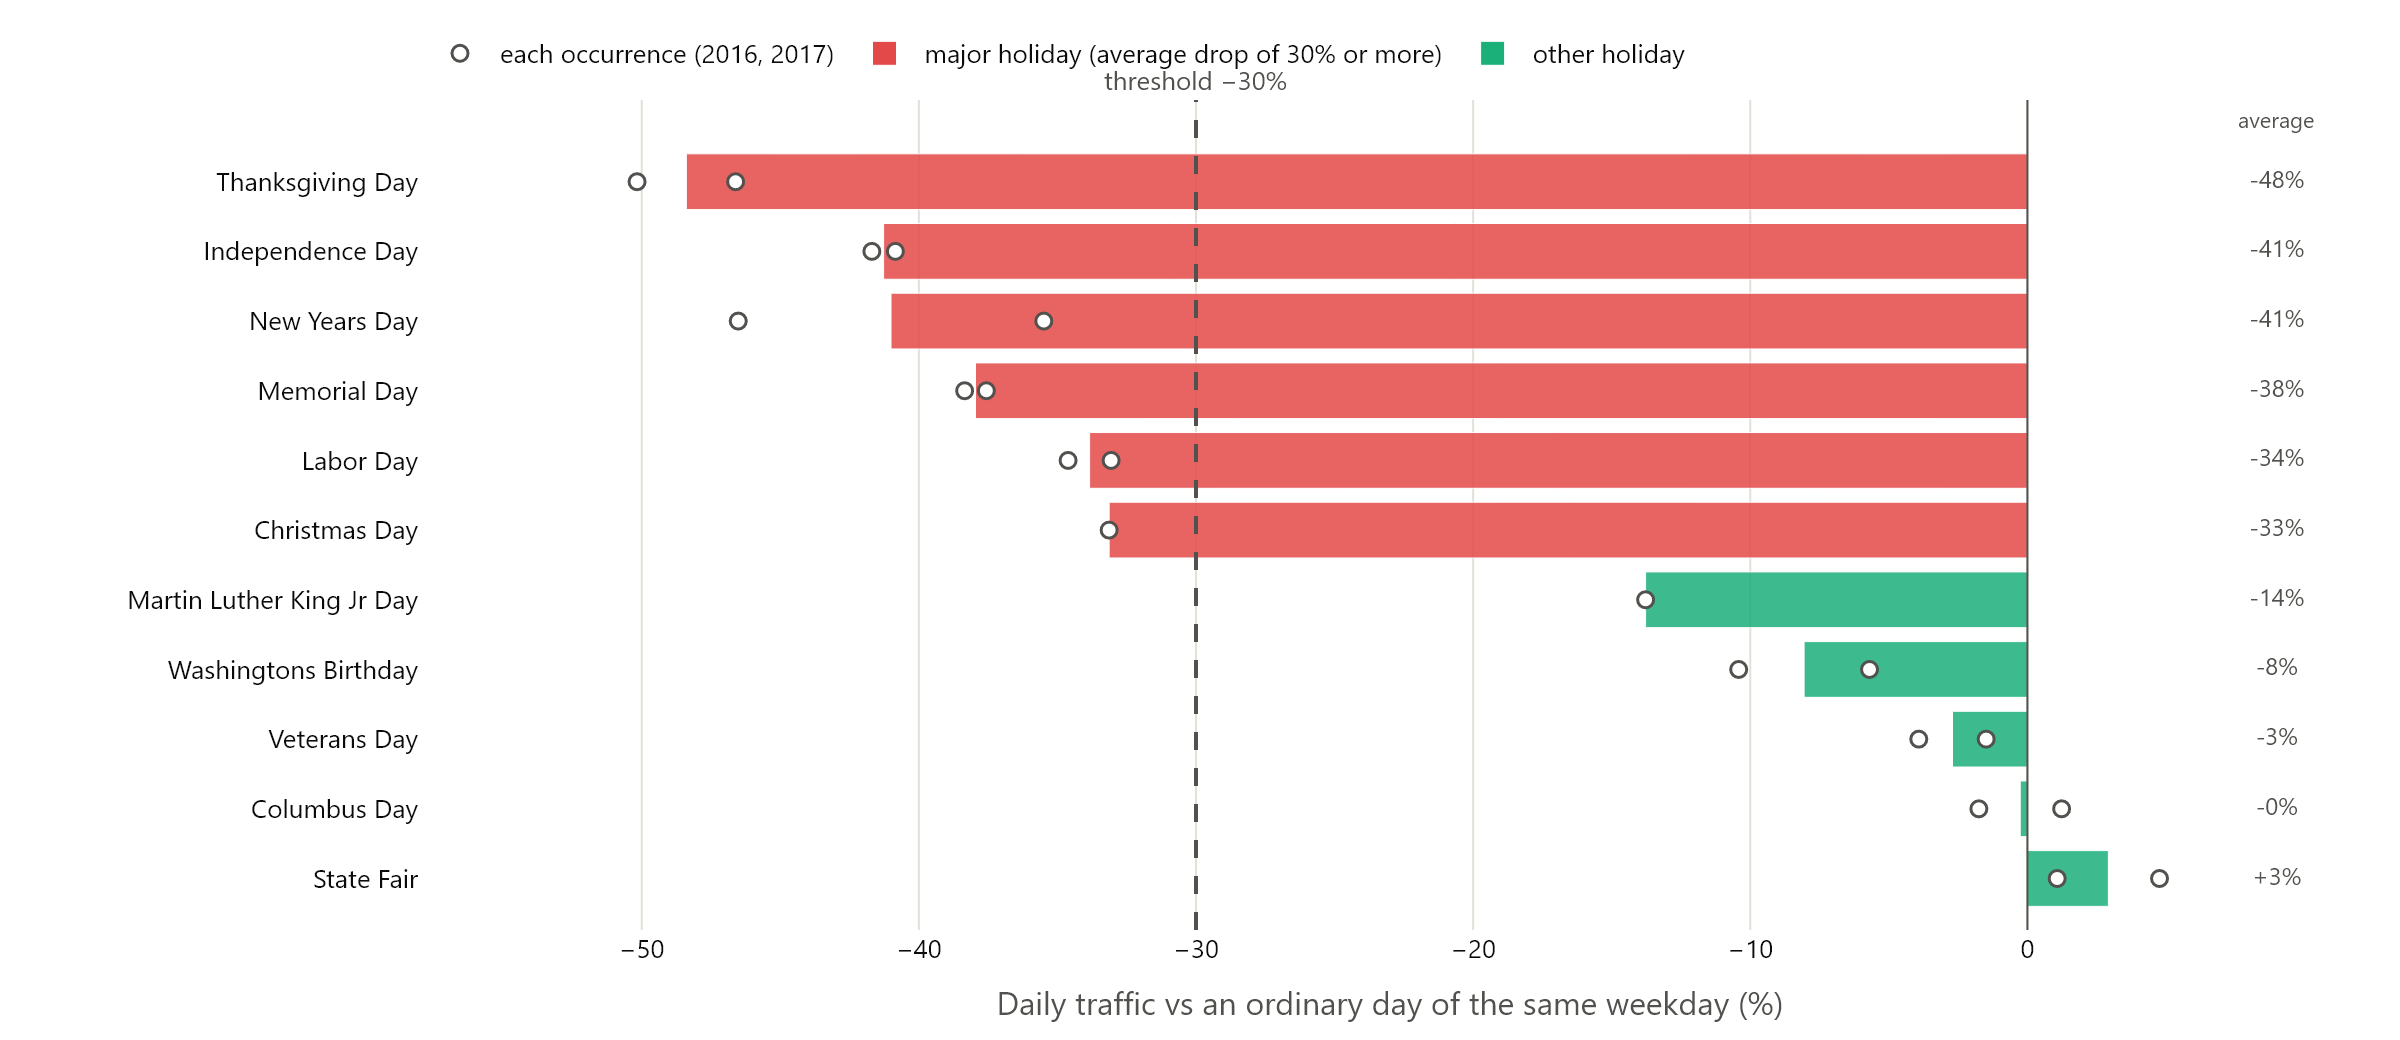 each occurrence (2016, 2017) major holiday (average drop of 30% or more) other holiday
threshold −30%
average
Thanksgiving Day -48%
Independence Day -41%
New Years Day -41%
Memorial Day -38%
Labor Day -34%
Christmas Day -33%
Martin Luther King Jr Day -14%
Washingtons Birthday -8%
Veterans Day -3%
Columbus Day -0%
State Fair +3%
−50 −40 −30 −20 −10 0
Daily traffic vs an ordinary day of the same weekday (%)